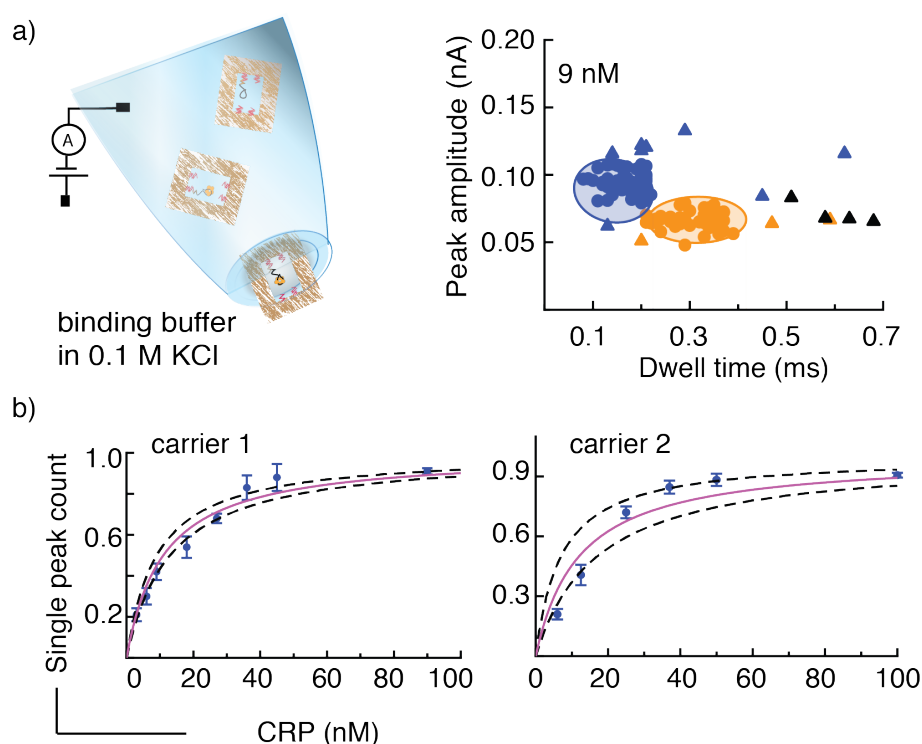 a)
A
binding buffer
in 0.1 M KCl
Peak amplitude (nA)
0.20
0.15
0.10
0.05
9 nM
0.1 0.3 0.5 0.7
Dwell time (ms)
b)
Single peak count
carrier 1
1.0
0.6
0.2
0 20 40 60 80 100
carrier 2
0.9
0.6
0.3
0 20 40 60 80 100
CRP (nM)